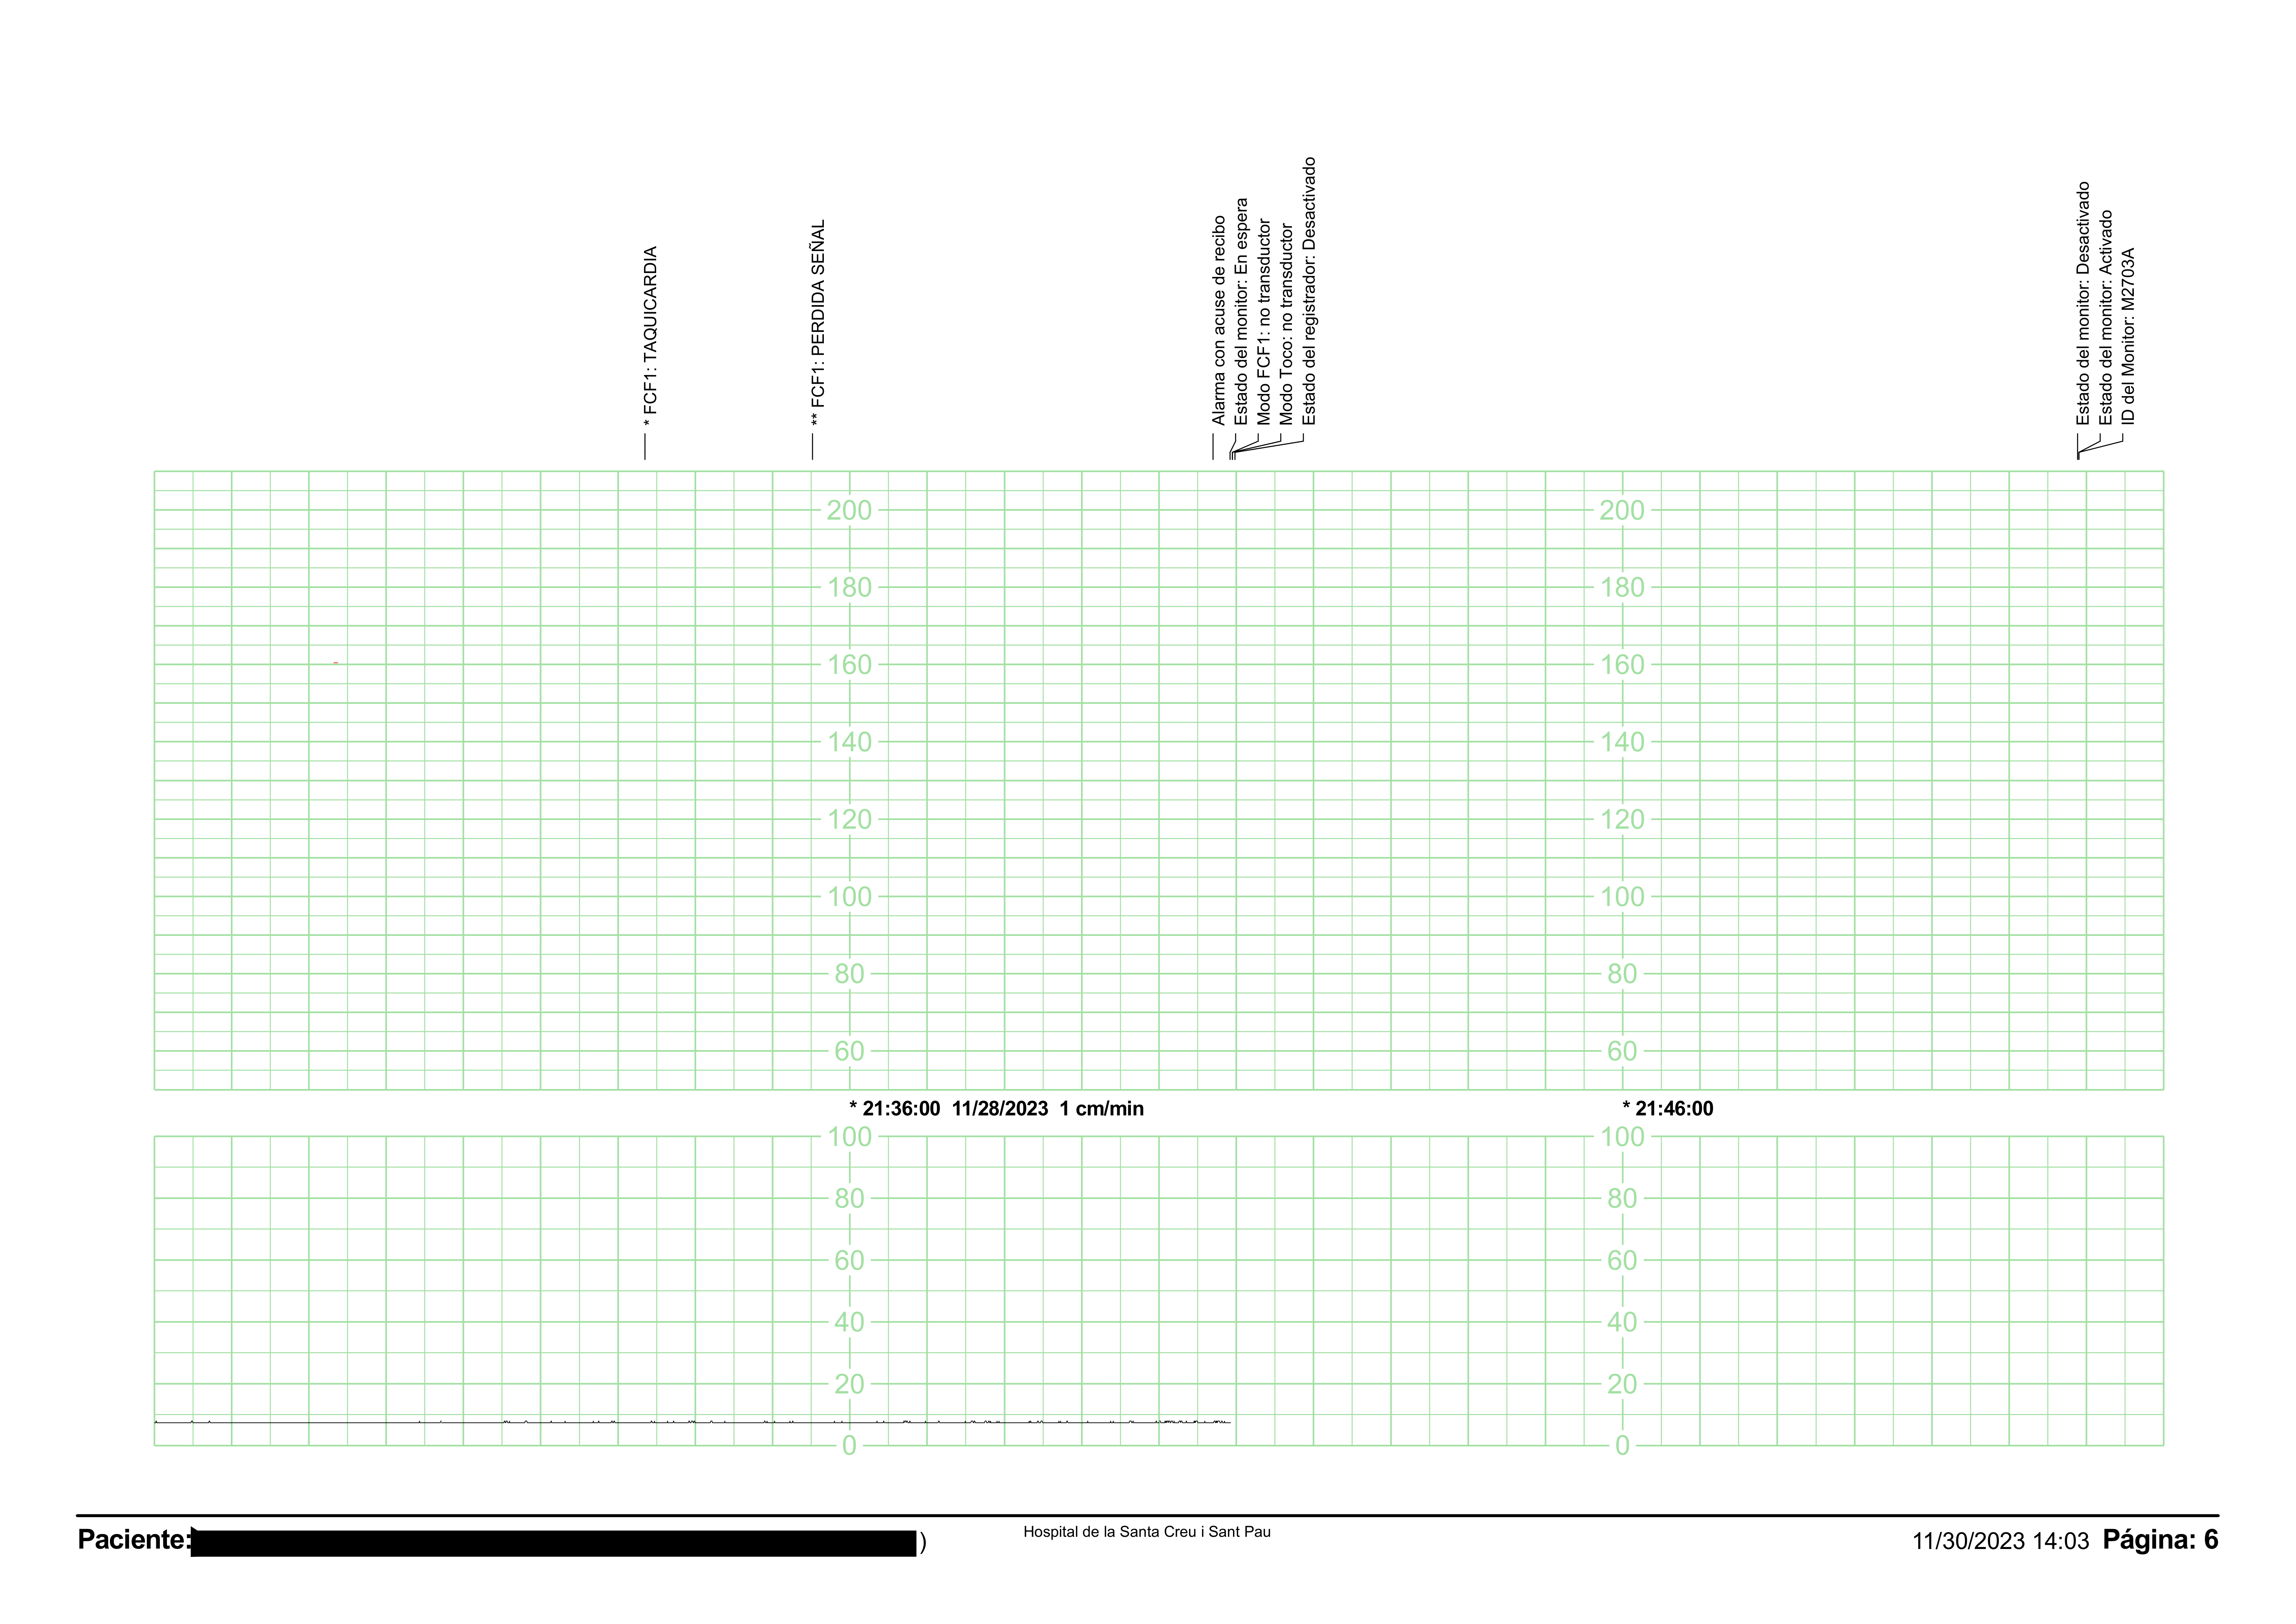 * FCF1: TAQUICARDIA
** FCF1: PERDIDA SEÑAL
Alarma con acuse de recibo
Estado del monitor: En espera
Modo FCF1: no transductor
Modo Toco: no transductor
Estado del registrador: Desactivado
Estado del monitor: Desactivado
Estado del monitor: Activado
ID del Monitor: M2703A
200 200
180 180
160 160
140 140
120 120
100 100
80 80
60 60
* 21:36:00 11/28/2023 1 cm/min * 21:46:00
100 100
80 80
60 60
40 40
20 20
0 0
Paciente: ) Hospital de la Santa Creu i Sant Pau 11/30/2023 14:03 Página: 6